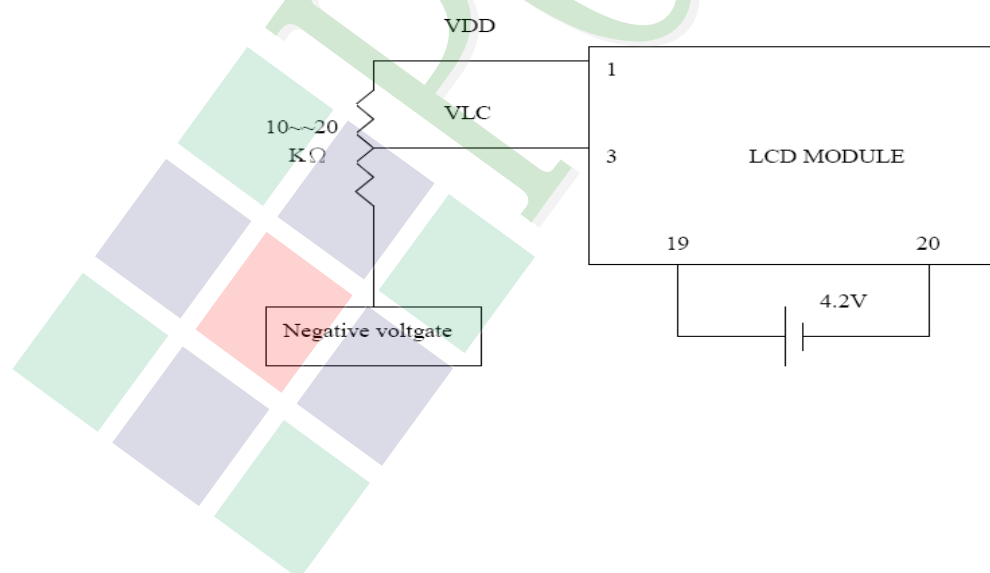 VDD
1
VLC
10~~20
KΩ
3
LCD MODULE
19
20
4.2V
Negative voltgate